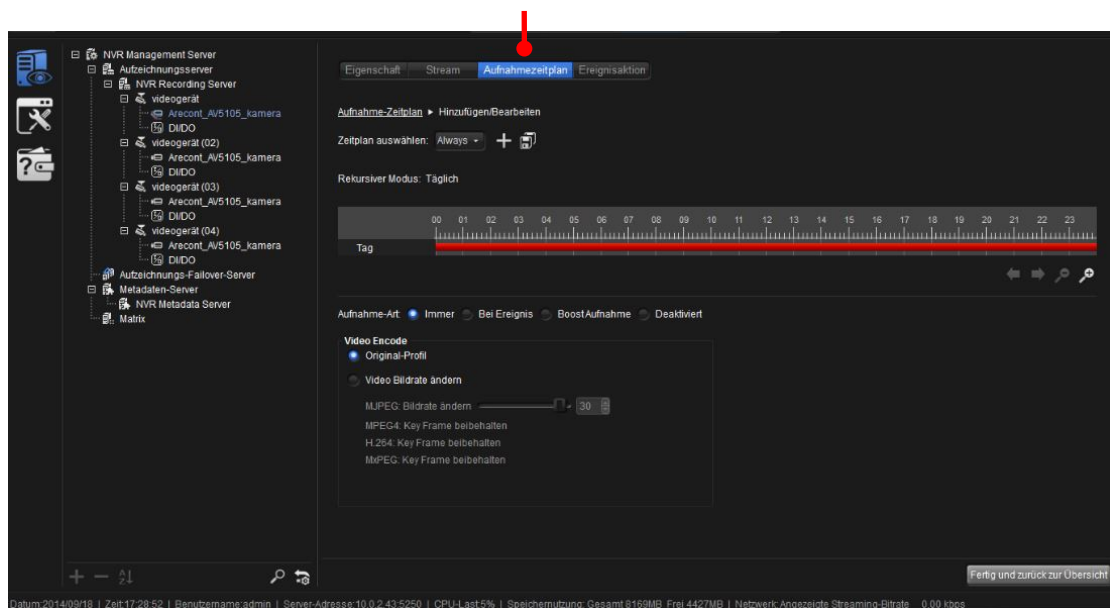 NVR Management Server
Aufzeichnungsserver
NVR Recording Server
videogerät
Arecont_AV5105_kamera
DI/DO
videogerät (02)
Arecont_AV5105_kamera
DI/DO
videogerät (03)
Arecont_AV5105_kamera
DI/DO
videogerät (04)
Arecont_AV5105_kamera
DI/DO
Aufzeichnungs-Failover-Server
Metadaten-Server
NVR Metadata Server
Matrix
Eigenschaft Stream Aufnahmezeitplan Ereignisaktion
Aufnahme-Zeitplan ▸ Hinzufügen/Bearbeiten
Zeitplan auswählen: Always
Rekursiver Modus: Täglich
00 01 02 03 04 05 06 07 08 09 10 11 12 13 14 15 16 17 18 19 20 21 22 23
Tag
Aufnahme-Art: Immer Bei Ereignis Boost Aufnahme Deaktiviert
Video Encode
Original-Profil
Video Bildrate ändern
MJPEG: Bildrate ändern 30
MPEG4: Key Frame beibehalten
H.264: Key Frame beibehalten
MxPEG: Key Frame beibehalten
Fertig und zurück zur Übersicht
Datum:2014/09/18 | Zeit:17:28:52 | Benutzername:admin | Server-Adresse:10.0.2.43:5250 | CPU-Last:5% | Speichernutzung: Gesamt 8169MB Frei 4427MB | Netzwerk: Angezeigte Streaming-Bitrate 0.00 kbps